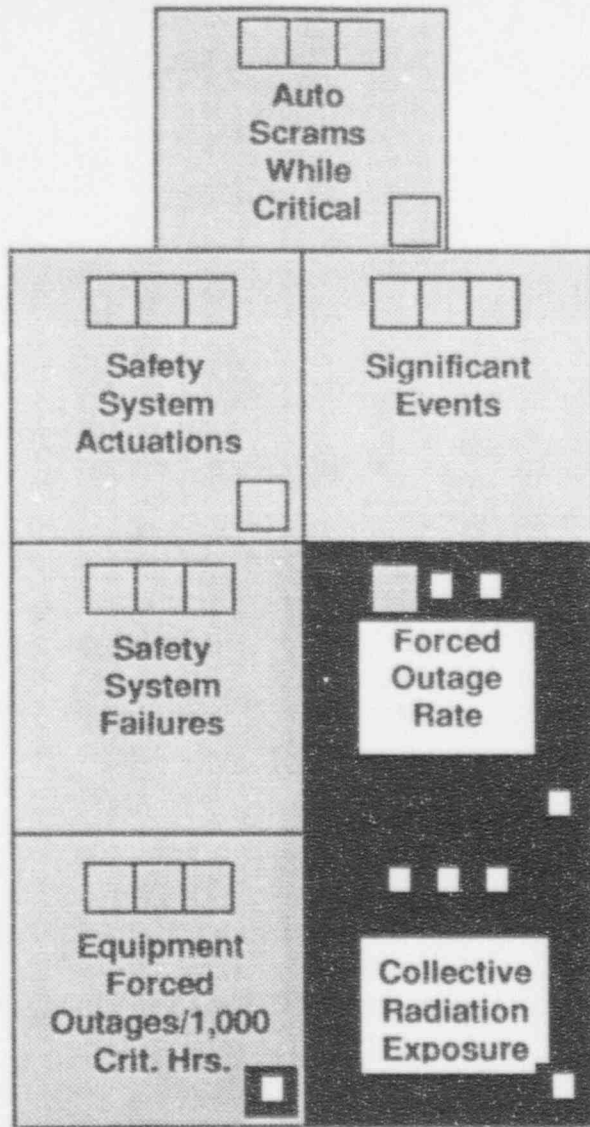 Auto
Scrams
While
Critical
Safety
System
Actuations
Significant
Events
Safety
System
Failures
Forced
Outage
Rate
Equipment
Forced
Outages/1,000
Crit. Hrs.
Collective
Radiation
Exposure